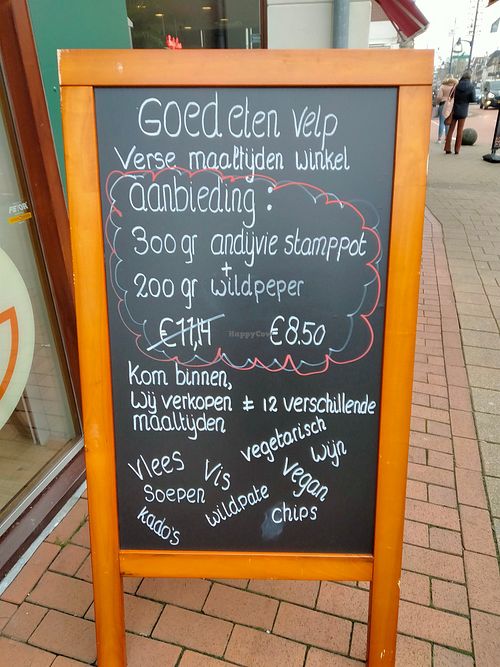 Goed eten Velp
Verse maaltijden winkel
aanbieding:
300 gr andijvie stamppot
+
200 gr wildpeper
€11,14 €8.50
Kom binnen,
Wij verkopen ± 12 verschillende
maaltijden
vlees
vis
vegetarisch
wijn
soepen
wildpate
vegan
kado's
chips
HappyCow